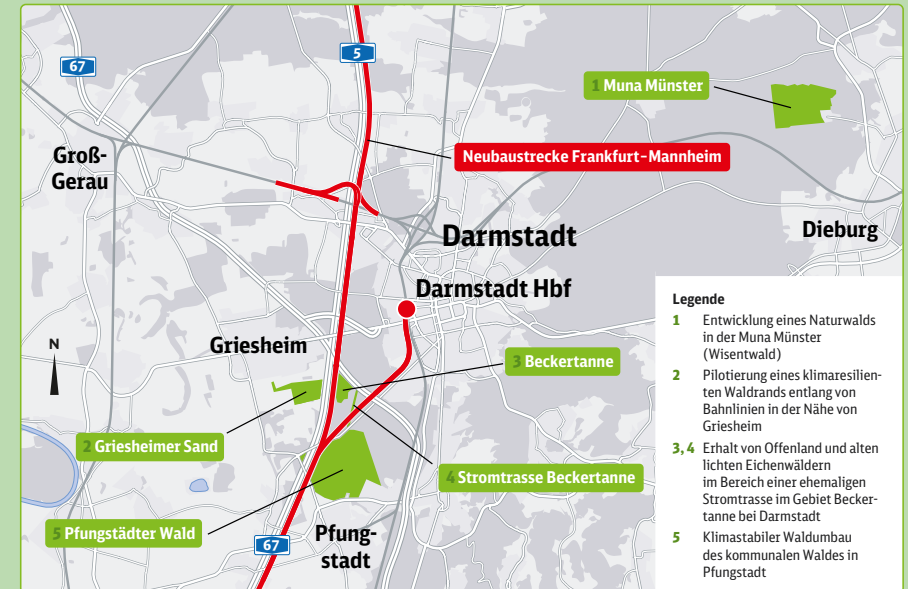 67
5
1 Muna Münster
Groß-
Gerau
Neubaustrecke Frankfurt-Mannheim
Darmstadt
Dieburg
Darmstadt Hbf
N
Griesheim
3 Beckertanne
2 Griesheimer Sand
4 Stromtrasse Beckertanne
5 Pfungstädter Wald
Pfung-
stadt
67
Legende
1 Entwicklung eines Naturwalds
in der Muna Münster
(Wisentwald)
2 Pilotierung eines klimaresilien-
ten Waldrands entlang von
Bahnlinien in der Nähe von
Griesheim
3, 4 Erhalt von Offenland und alten
lichten Eichenwäldern
im Bereich einer ehemaligen
Stromtrasse im Gebiet Becker-
tanne bei Darmstadt
5 Klimastabiler Waldumbau
des kommunalen Waldes in
Pfungstadt